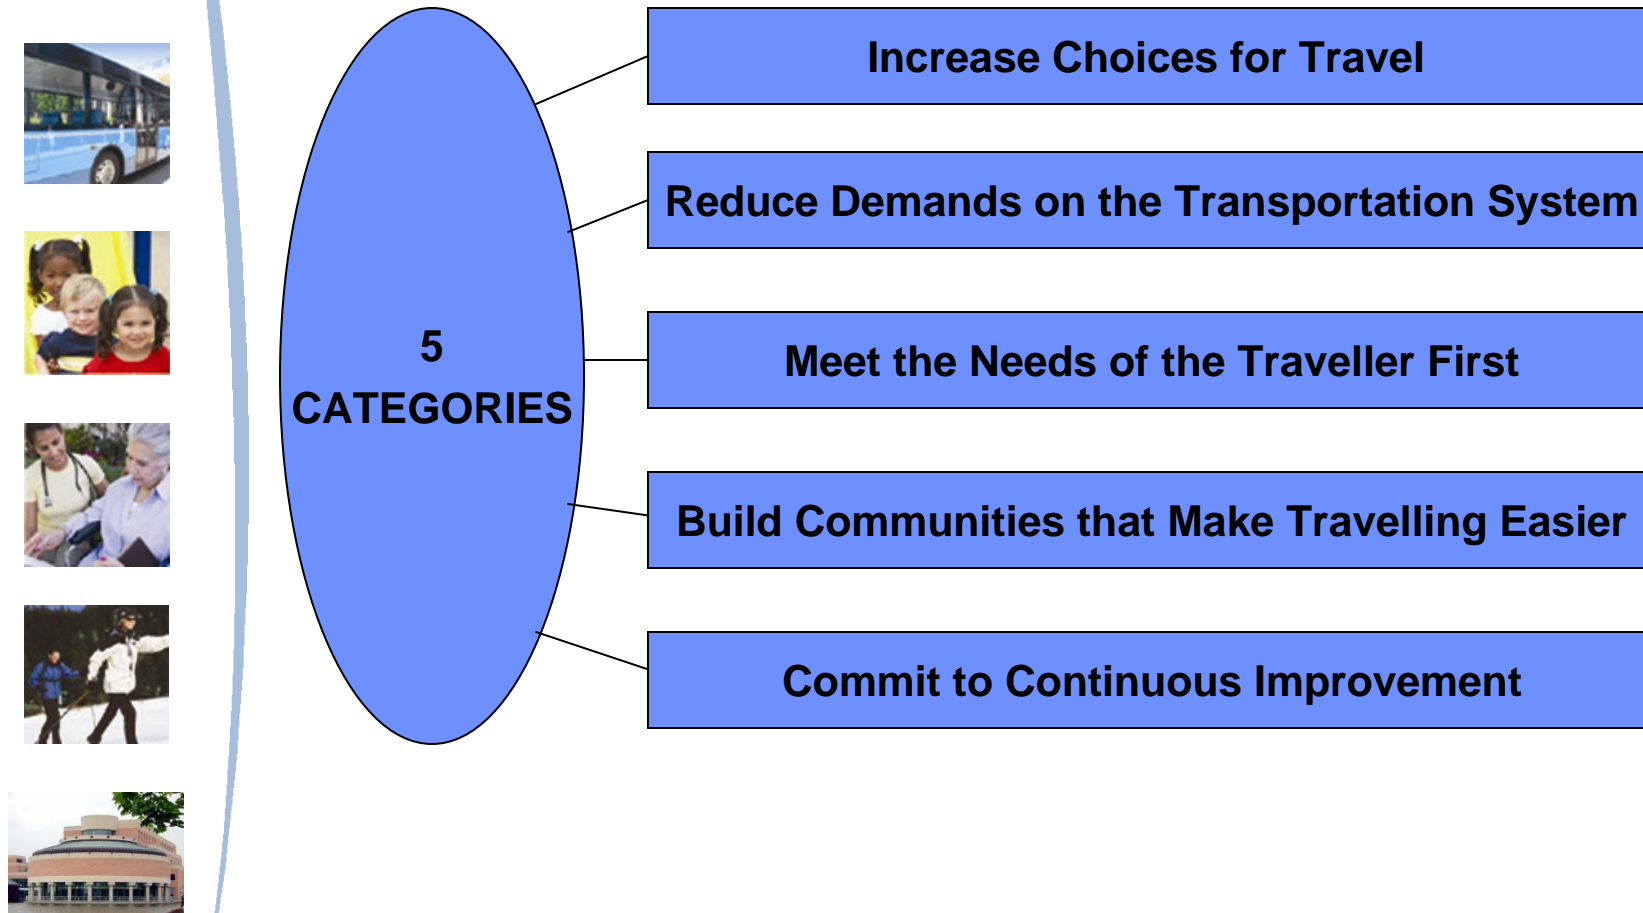 Increase Choices for Travel
Reduce Demands on the Transportation System
5
CATEGORIES
Meet the Needs of the Traveller First
Build Communities that Make Travelling Easier
Commit to Continuous Improvement